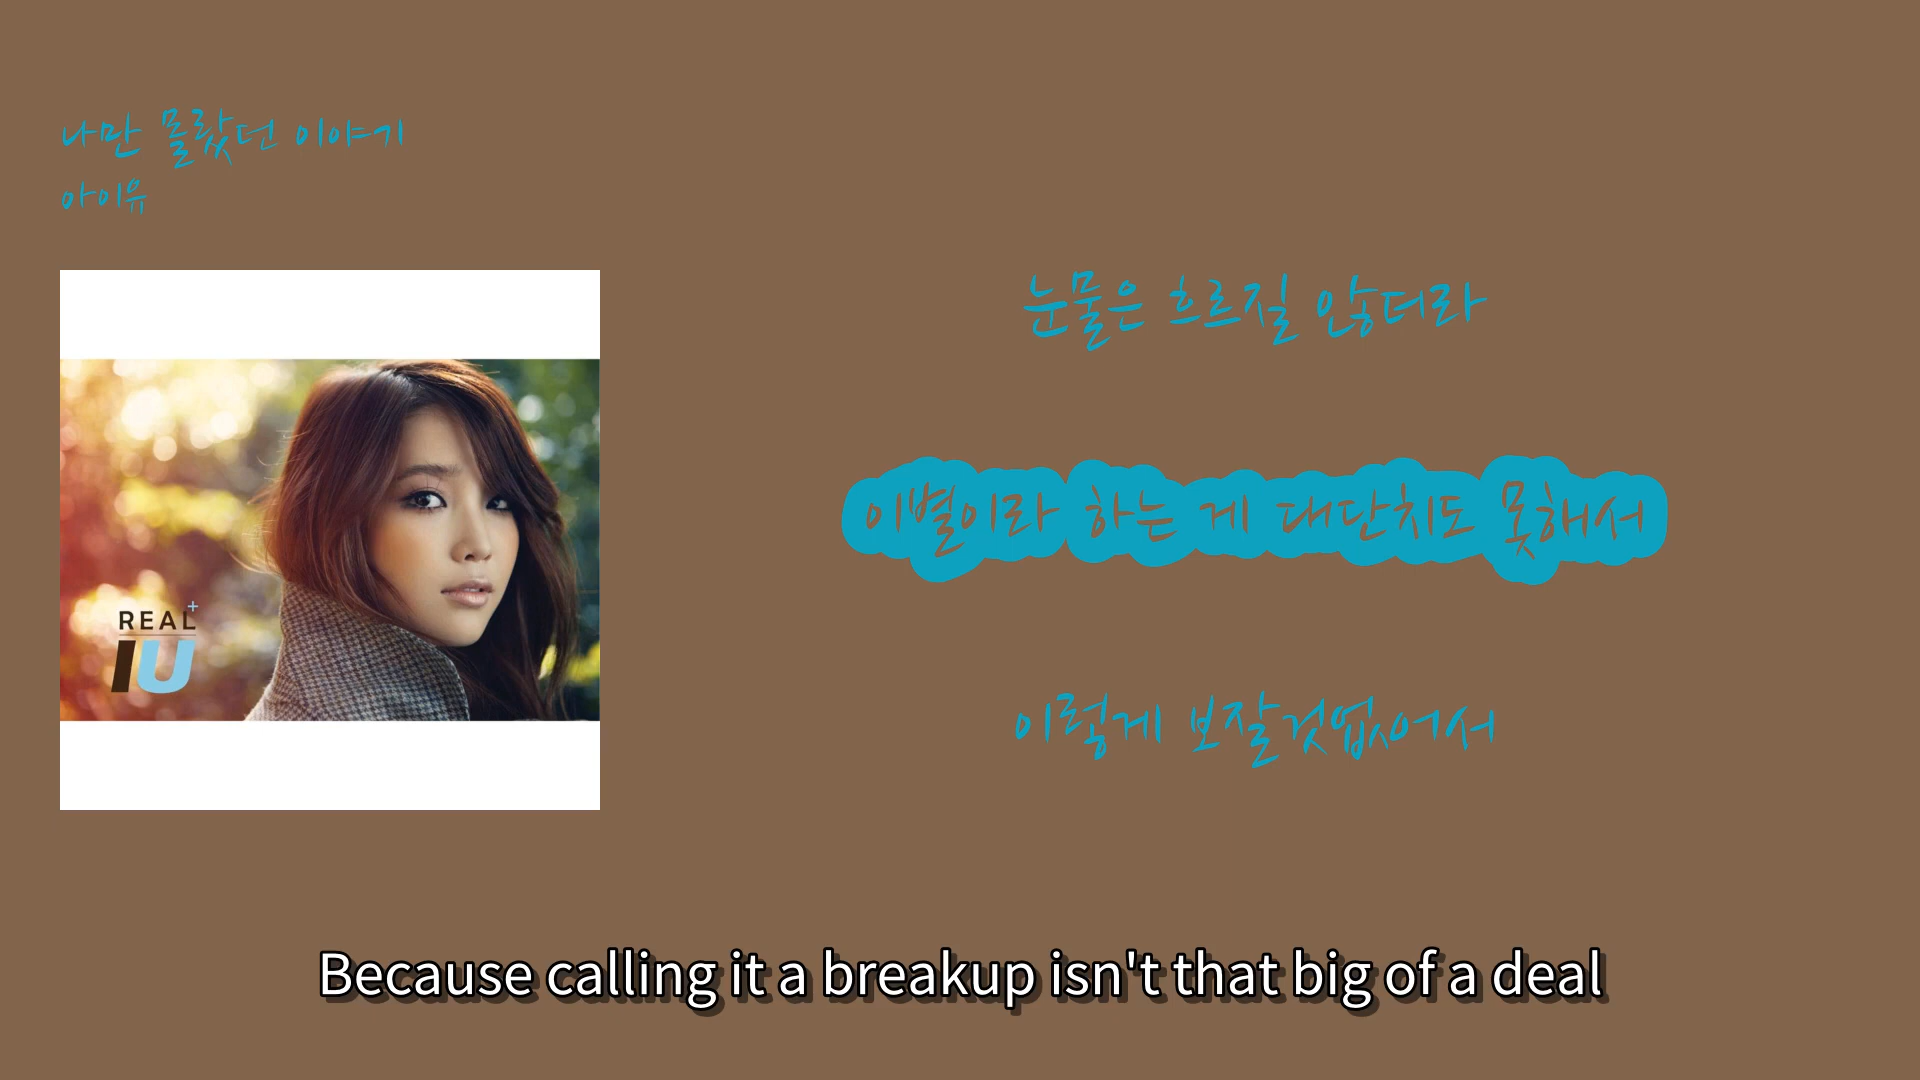 나만 몰랐던 이야기
아이유
REAL+
IU
눈물은 흐르질 않더라
이별이라 하는 게 대단치도 못해서
이렇게 보잘것없어서
Because calling it a breakup isn't that big of a deal